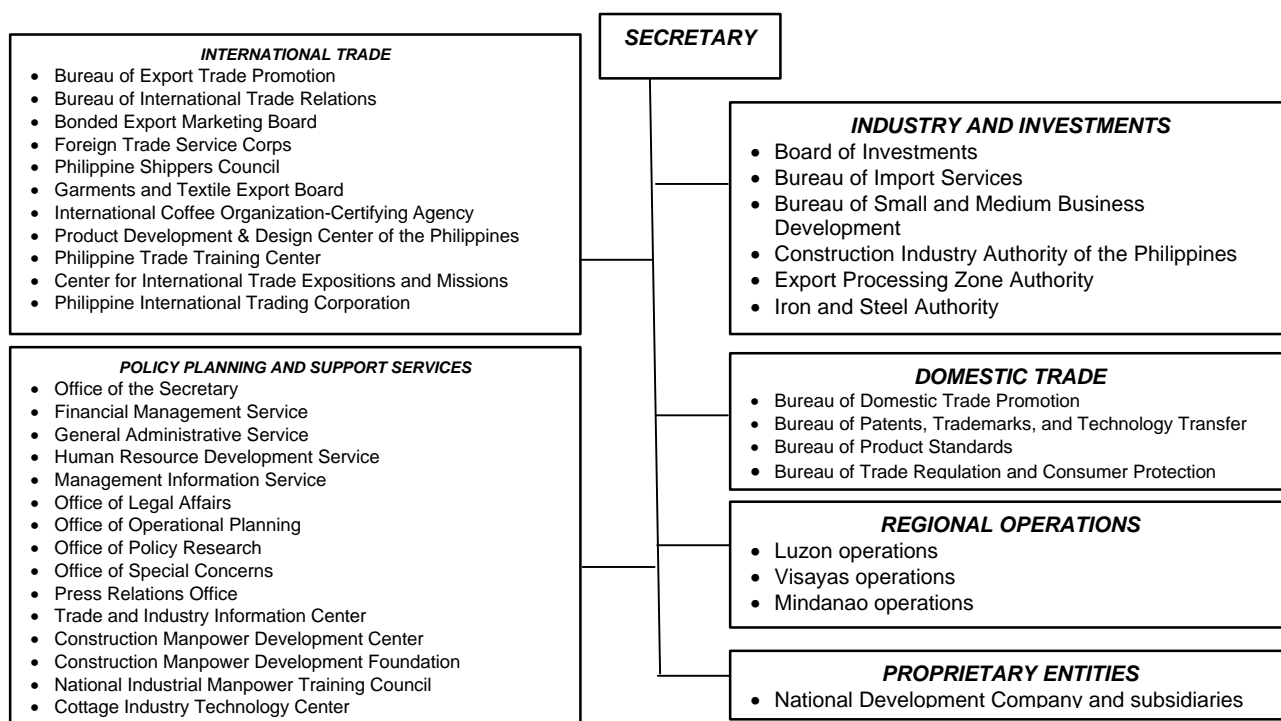 SECRETARY
INTERNATIONAL TRADE
• Bureau of Export Trade Promotion
• Bureau of International Trade Relations
• Bonded Export Marketing Board
• Foreign Trade Service Corps
• Philippine Shippers Council
• Garments and Textile Export Board
• International Coffee Organization-Certifying Agency
• Product Development & Design Center of the Philippines
• Philippine Trade Training Center
• Center for International Trade Expositions and Missions
• Philippine International Trading Corporation
POLICY PLANNING AND SUPPORT SERVICES
• Office of the Secretary
• Financial Management Service
• General Administrative Service
• Human Resource Development Service
• Management Information Service
• Office of Legal Affairs
• Office of Operational Planning
• Office of Policy Research
• Office of Special Concerns
• Press Relations Office
• Trade and Industry Information Center
• Construction Manpower Development Center
• Construction Manpower Development Foundation
• National Industrial Manpower Training Council
• Cottage Industry Technology Center
INDUSTRY AND INVESTMENTS
• Board of Investments
• Bureau of Import Services
• Bureau of Small and Medium Business
Development
• Construction Industry Authority of the Philippines
• Export Processing Zone Authority
• Iron and Steel Authority
DOMESTIC TRADE
• Bureau of Domestic Trade Promotion
• Bureau of Patents, Trademarks, and Technology Transfer
• Bureau of Product Standards
• Bureau of Trade Regulation and Consumer Protection
REGIONAL OPERATIONS
• Luzon operations
• Visayas operations
• Mindanao operations
PROPRIETARY ENTITIES
• National Development Company and subsidiaries